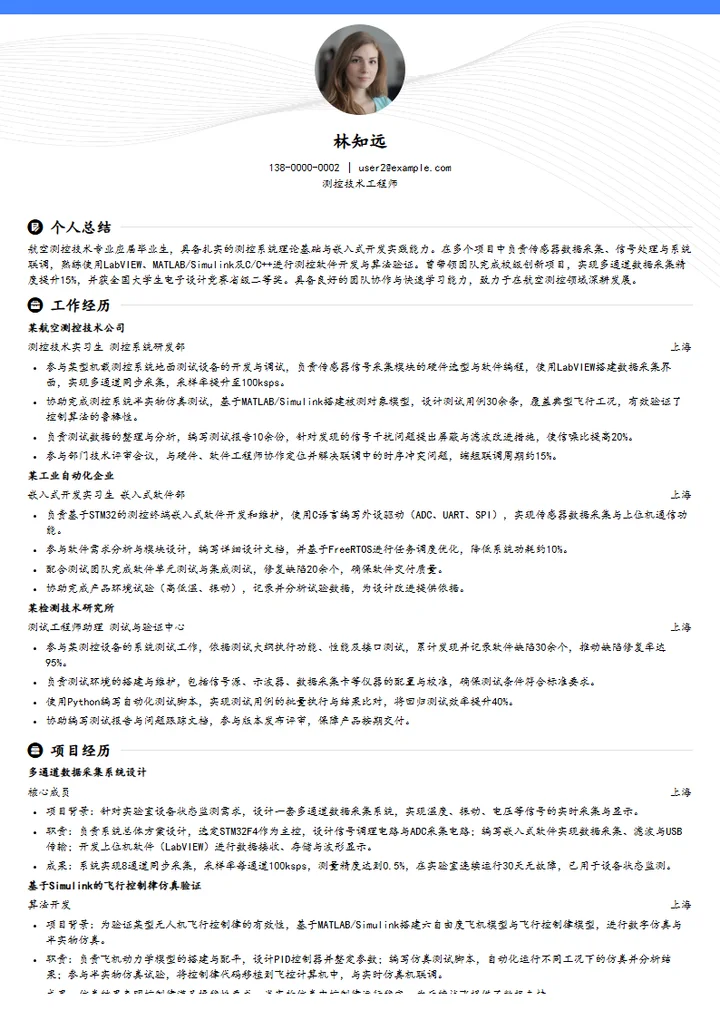 林知远
138-0000-0002 | user2@example.com
测控技术工程师
个人总结
航空测控技术专业应届毕业生，具备扎实的测控系统理论基础与嵌入式开发实践能力。在多个项目中负责传感器数据采集、信号处理与系统
联调，熟练使用LabVIEW、MATLAB/Simulink及C/C++进行测控软件开发与算法验证。曾带领团队完成校级创新项目，实现多通道数据采集精
度提升15%，并获全国大学生电子设计竞赛省级二等奖。具备良好的团队协作与快速学习能力，致力于在航空测控领域深耕发展。
工作经历
某航空测控技术公司
测控技术实习生 测控系统研发部 上海
• 参与某型机载测控系统地面测试设备的开发与调试，负责传感器信号采集模块的硬件选型与软件编程，使用LabVIEW搭建数据采集界
面，实现多通道同步采集，采样率提升至100ksps。
• 协助完成测控系统半实物仿真测试，基于MATLAB/Simulink搭建被测对象模型，设计测试用例30余条，覆盖典型飞行工况，有效验证了
控制算法的鲁棒性。
• 负责测试数据的整理与分析，编写测试报告10余份，针对发现的信号干扰问题提出屏蔽与滤波改进措施，使信噪比提高20%。
• 参与部门技术评审会议，与硬件、软件工程师协作定位并解决联调中的时序冲突问题，缩短联调周期约15%。
某工业自动化企业
嵌入式开发实习生 嵌入式软件部 上海
• 负责基于STM32的测控终端嵌入式软件开发和维护，使用C语言编写外设驱动（ADC、UART、SPI），实现传感器数据采集与上位机通信功
能。
• 参与软件需求分析与模块设计，编写详细设计文档，并基于FreeRTOS进行任务调度优化，降低系统功耗约10%。
• 配合测试团队完成软件单元测试与集成测试，修复缺陷20余个，确保软件交付质量。
• 协助完成产品环境试验（高低温、振动），记录并分析试验数据，为设计改进提供依据。
某检测技术研究所
测试工程师助理 测试与验证中心 上海
• 参与某测控设备的系统测试工作，依据测试大纲执行功能、性能及接口测试，累计发现并记录软件缺陷30余个，推动缺陷修复率达
95%。
• 负责测试环境的搭建与维护，包括信号源、示波器、数据采集卡等仪器的配置与校准，确保测试条件符合标准要求。
• 使用Python编写自动化测试脚本，实现测试用例的批量执行与结果比对，将回归测试效率提升40%。
• 协助编写测试报告与问题跟踪文档，参与版本发布评审，保障产品按期交付。
项目经历
多通道数据采集系统设计
核心成员 上海
• 项目背景：针对实验室设备状态监测需求，设计一套多通道数据采集系统，实现温度、振动、电压等信号的实时采集与显示。
• 职责：负责系统总体方案设计，选定STM32F4作为主控，设计信号调理电路与ADC采集电路；编写嵌入式软件实现数据采集、滤波与USB
传输；开发上位机软件（LabVIEW）进行数据接收、存储与波形显示。
• 成果：系统实现8通道同步采集，采样率每通道100ksps，测量精度达到0.5%，在实验室连续运行30天无故障，已用于设备状态监测。
基于Simulink的飞行控制律仿真验证
算法开发 上海
• 项目背景：为验证某型无人机飞行控制律的有效性，基于MATLAB/Simulink搭建六自由度飞机模型与飞行控制律模型，进行数字仿真与
半实物仿真。
• 职责：负责飞机动力学模型的搭建与配平，设计PID控制器并整定参数；编写仿真测试脚本，自动化运行不同工况下的仿真并分析结
果；参与半实物仿真试验，将控制律代码移植到飞控计算机中，与实时仿真机联调。